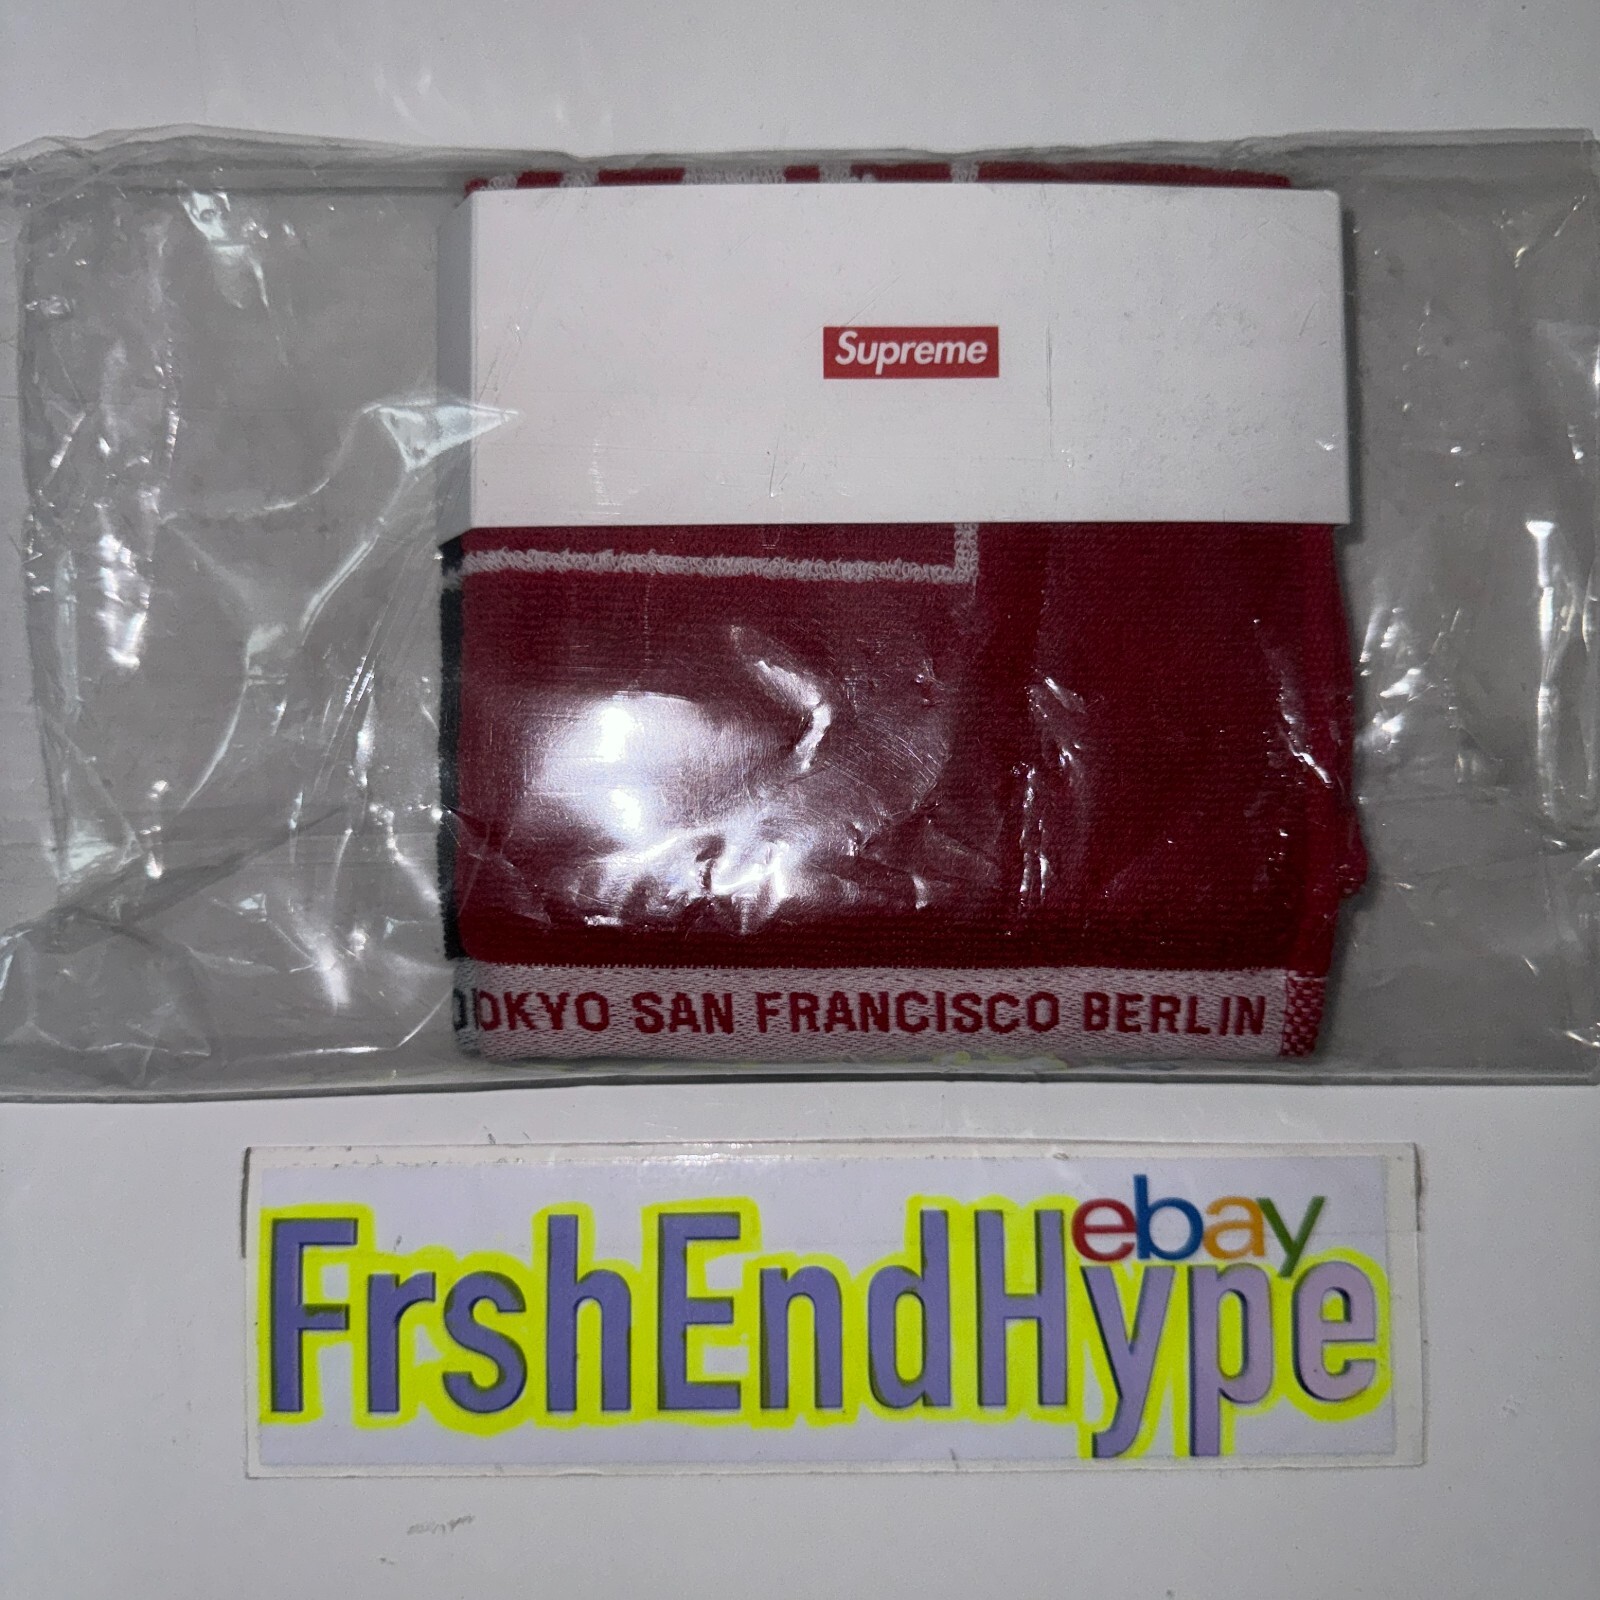 Supreme
OKYO SAN FRANCISCO BERLIN
ebay
FrshEndHype